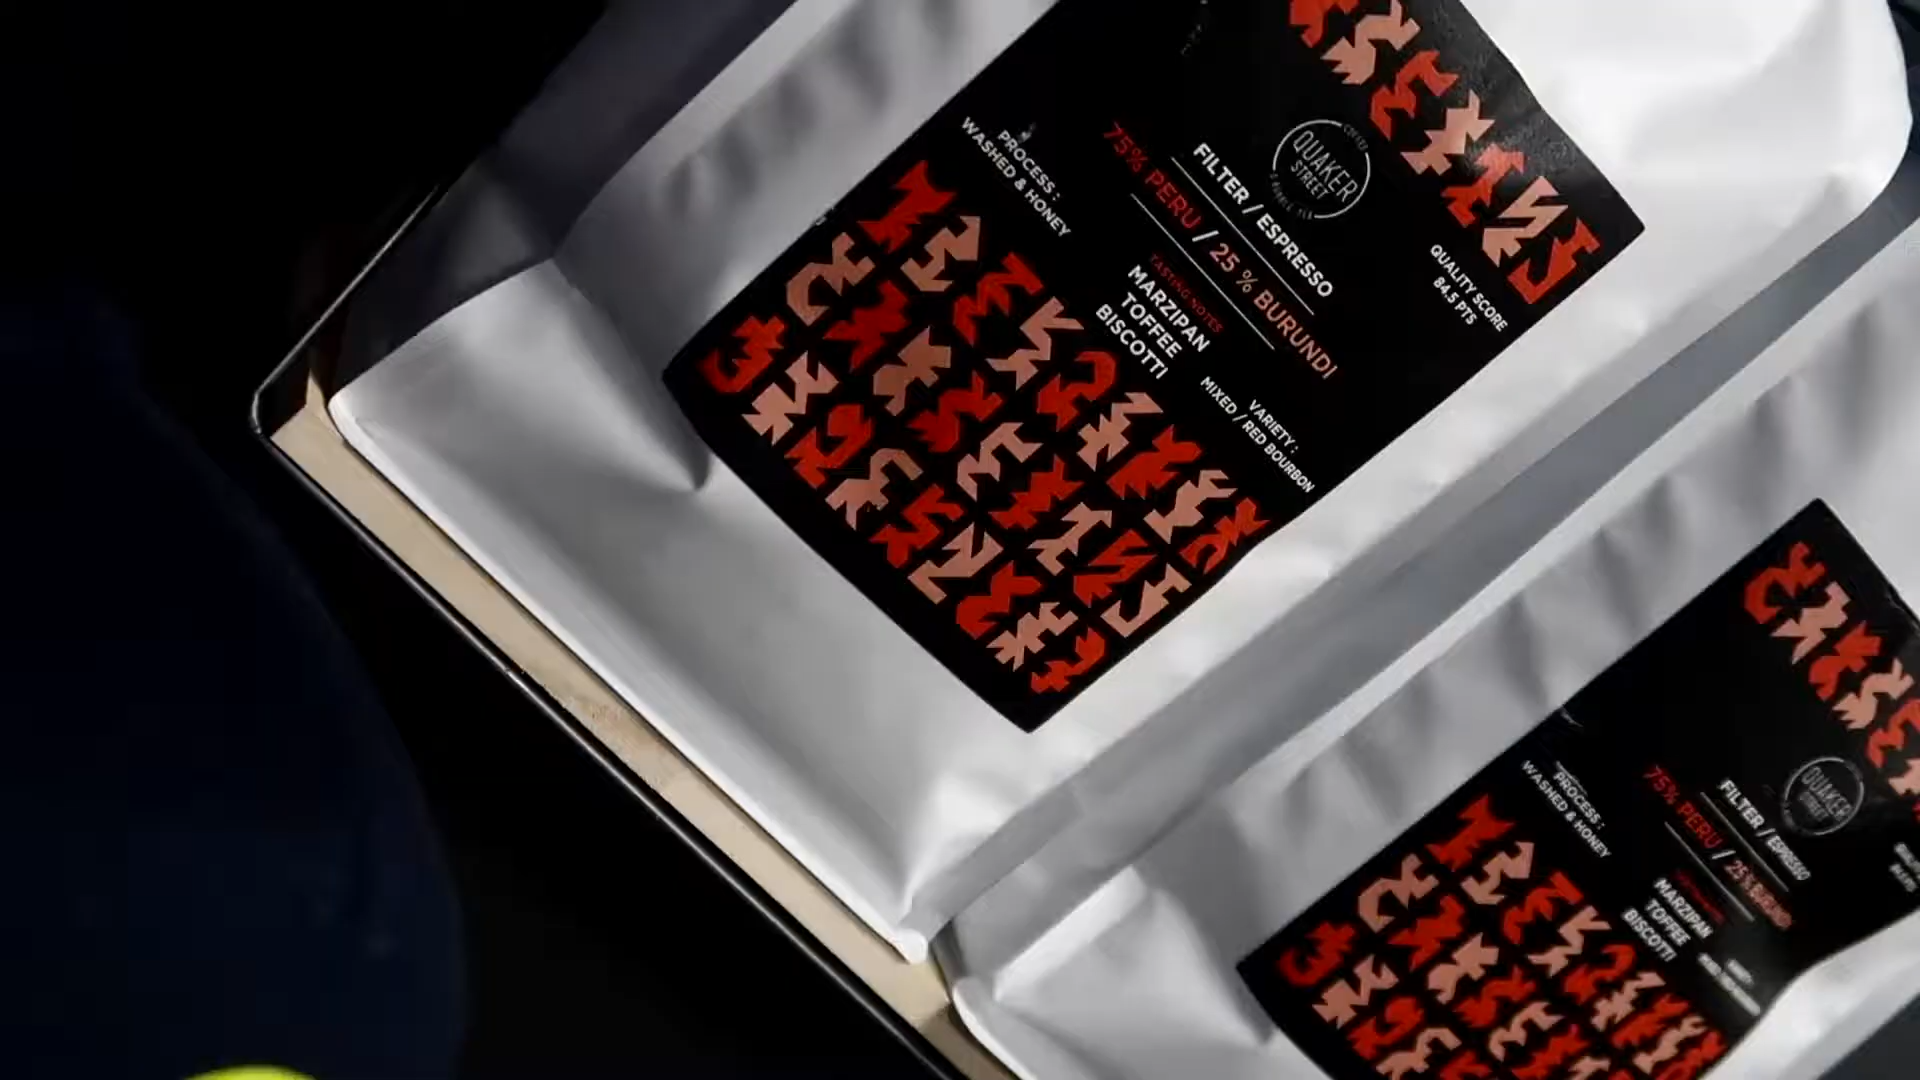 COFFEE
QUAKER
STREET
FILTER / ESPRESSO
75% PERU / 25 % BURUNDI
TASTING NOTES
MARZIPAN
TOFFEE
BISCOTTI
PROCESS :
WASHED & HONEY
QUALITY SCORE
84.5 PTS
VARIETY :
MIXED / RED BOURBON
QUAKER
STREET
FILTER / ESPRESSO
75% PERU / 25 % BURUNDI
MARZIPAN
TOFFEE
BISCOTTI
PROCESS :
WASHED & HONEY